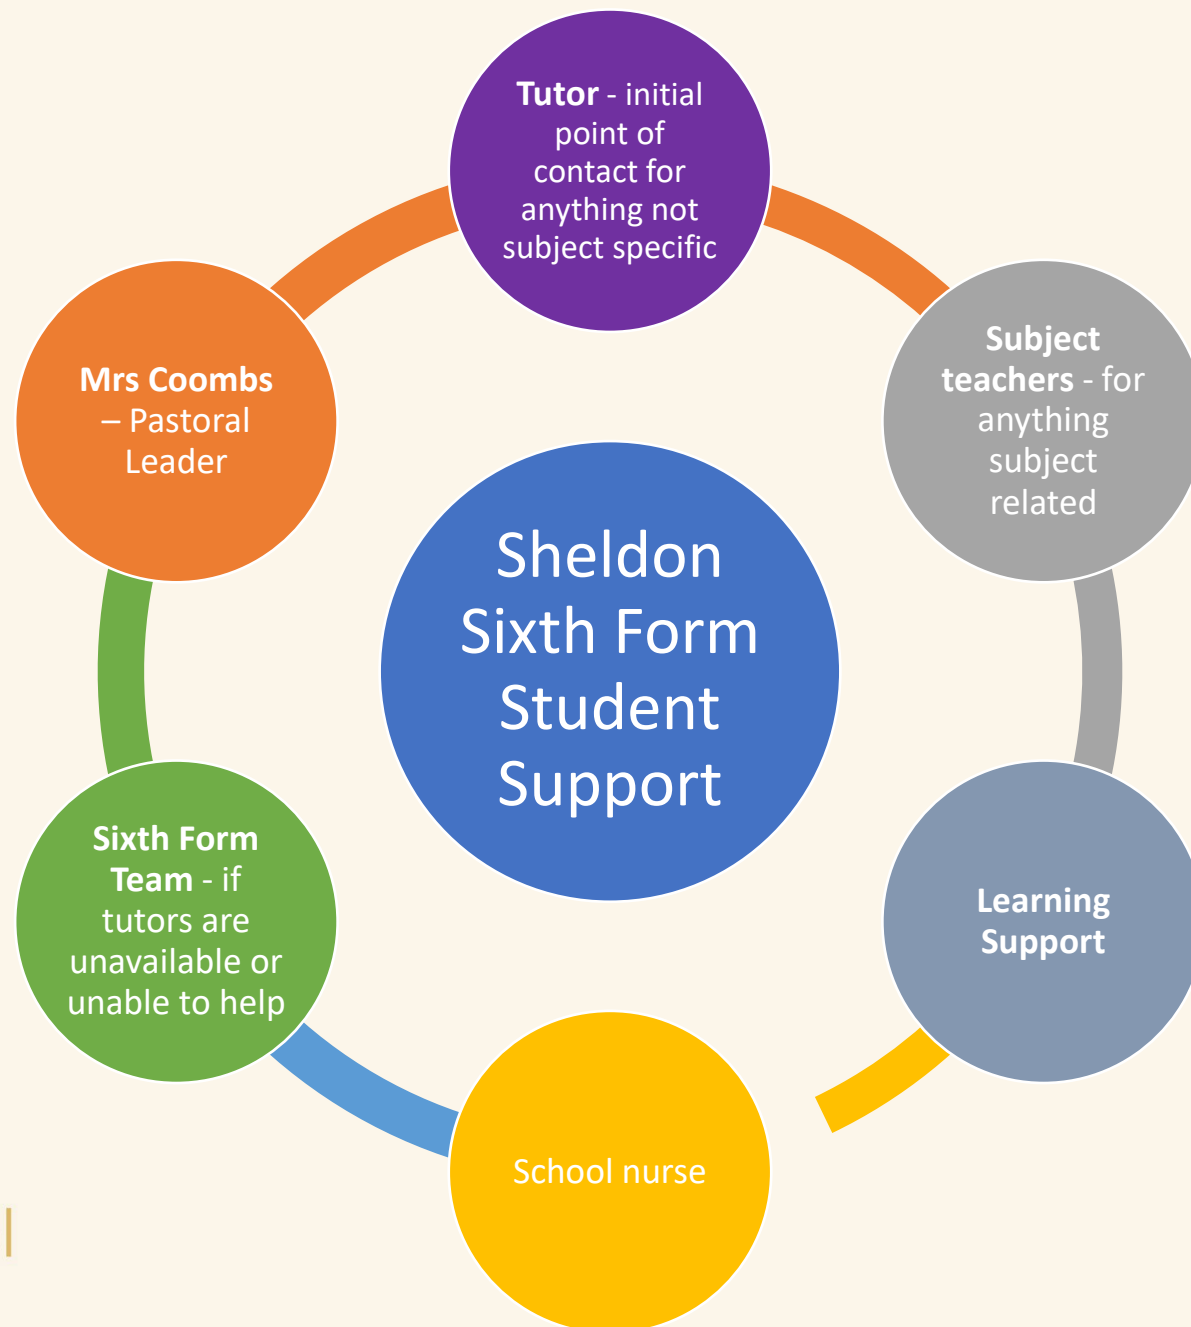 Tutor - initial
point of
contact for
anything not
subject specific
Subject
teachers - for
anything
subject
related
Learning
Support
School nurse
Sixth Form
Team - if
tutors are
unavailable or
unable to help
Mrs Coombs
– Pastoral
Leader
Sheldon
Sixth Form
Student
Support